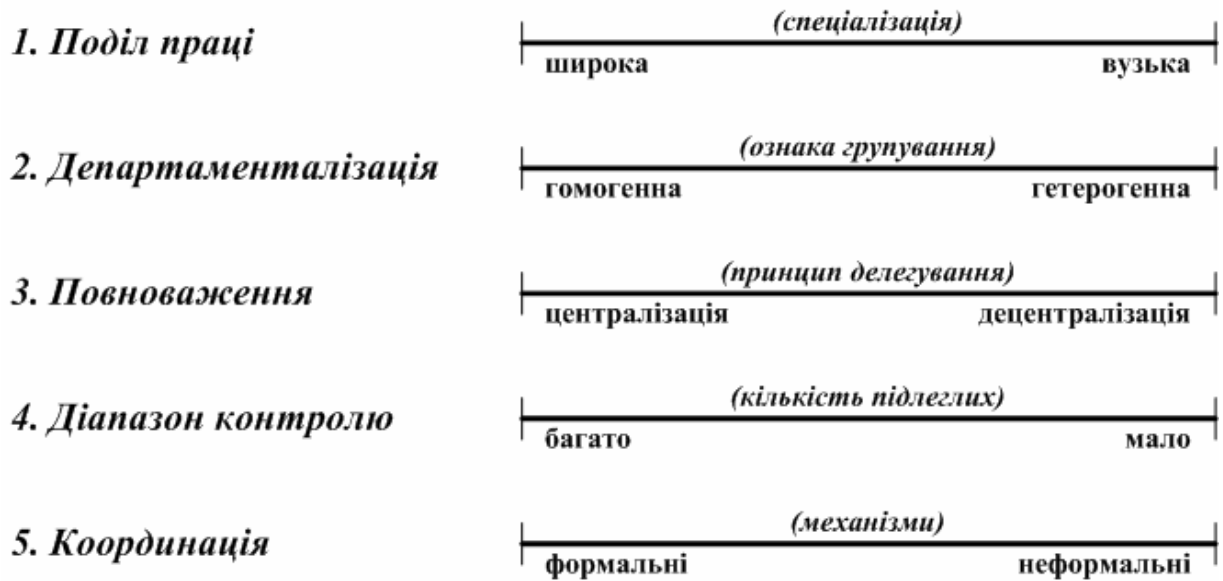 1. Поділ праці
(спеціалізація)
широка
вузька
2. Департаменталізація
(ознака групування)
гомогенна
гетерогенна
3. Повноваження
(принцип делегування)
централізація
децентралізація
4. Діапазон контролю
(кількість підлеглих)
багато
мало
5. Координація
(механізми)
формальні
неформальні